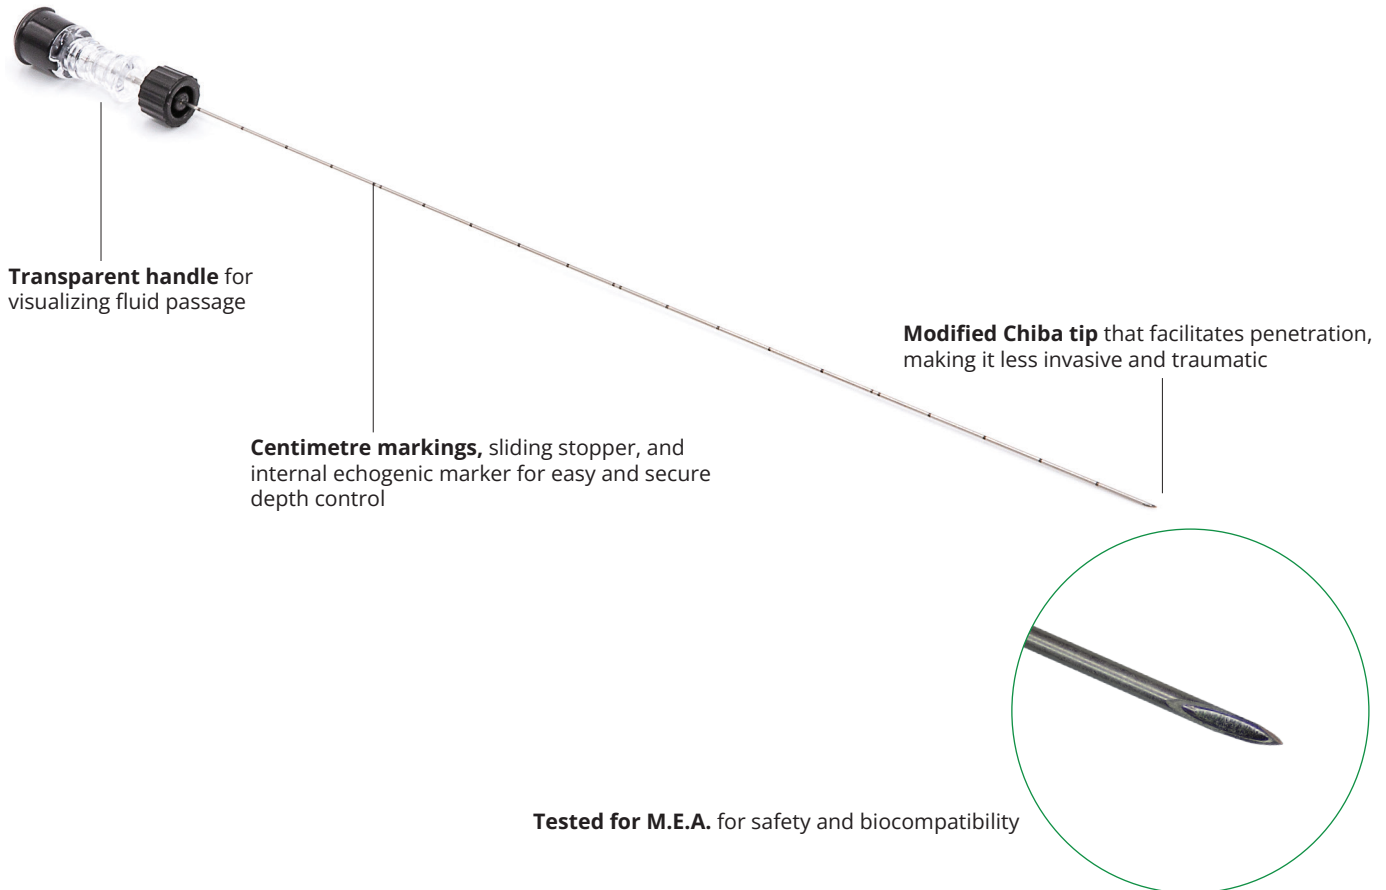 Transparent handle for
visualizing fluid passage
Modified Chiba tip that facilitates penetration,
making it less invasive and traumatic
Centimetre markings, sliding stopper, and
internal echogenic marker for easy and secure
depth control
Tested for M.E.A. for safety and biocompatibility